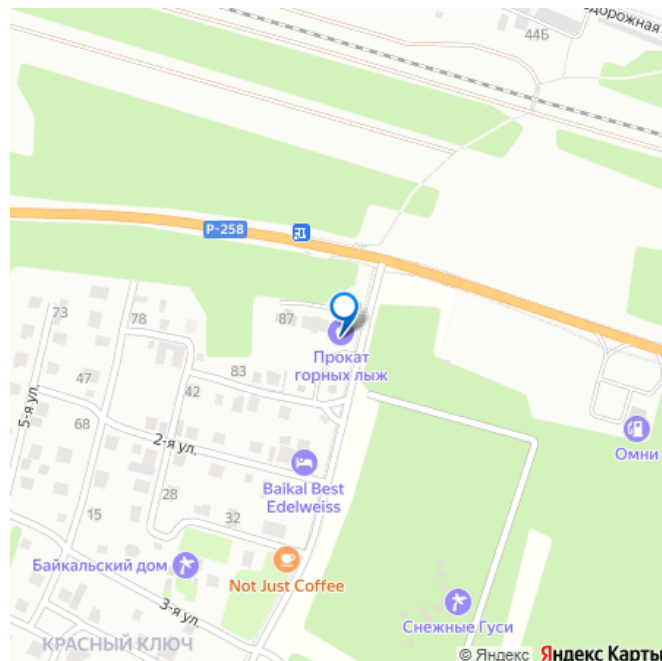 дорожная
44Б
Р-258
73
78
87
Прокат
горных лыж
83
47
42
5-я ул.
68
2-я ул.
Омни
Baikal Best
Edelweiss
28
15
32
Байкальский дом
Not Just Coffee
3-я ул.
Снежные Гуси
КРАСНЫЙ КЛЮЧ
© Яндекс Яндекс Карты